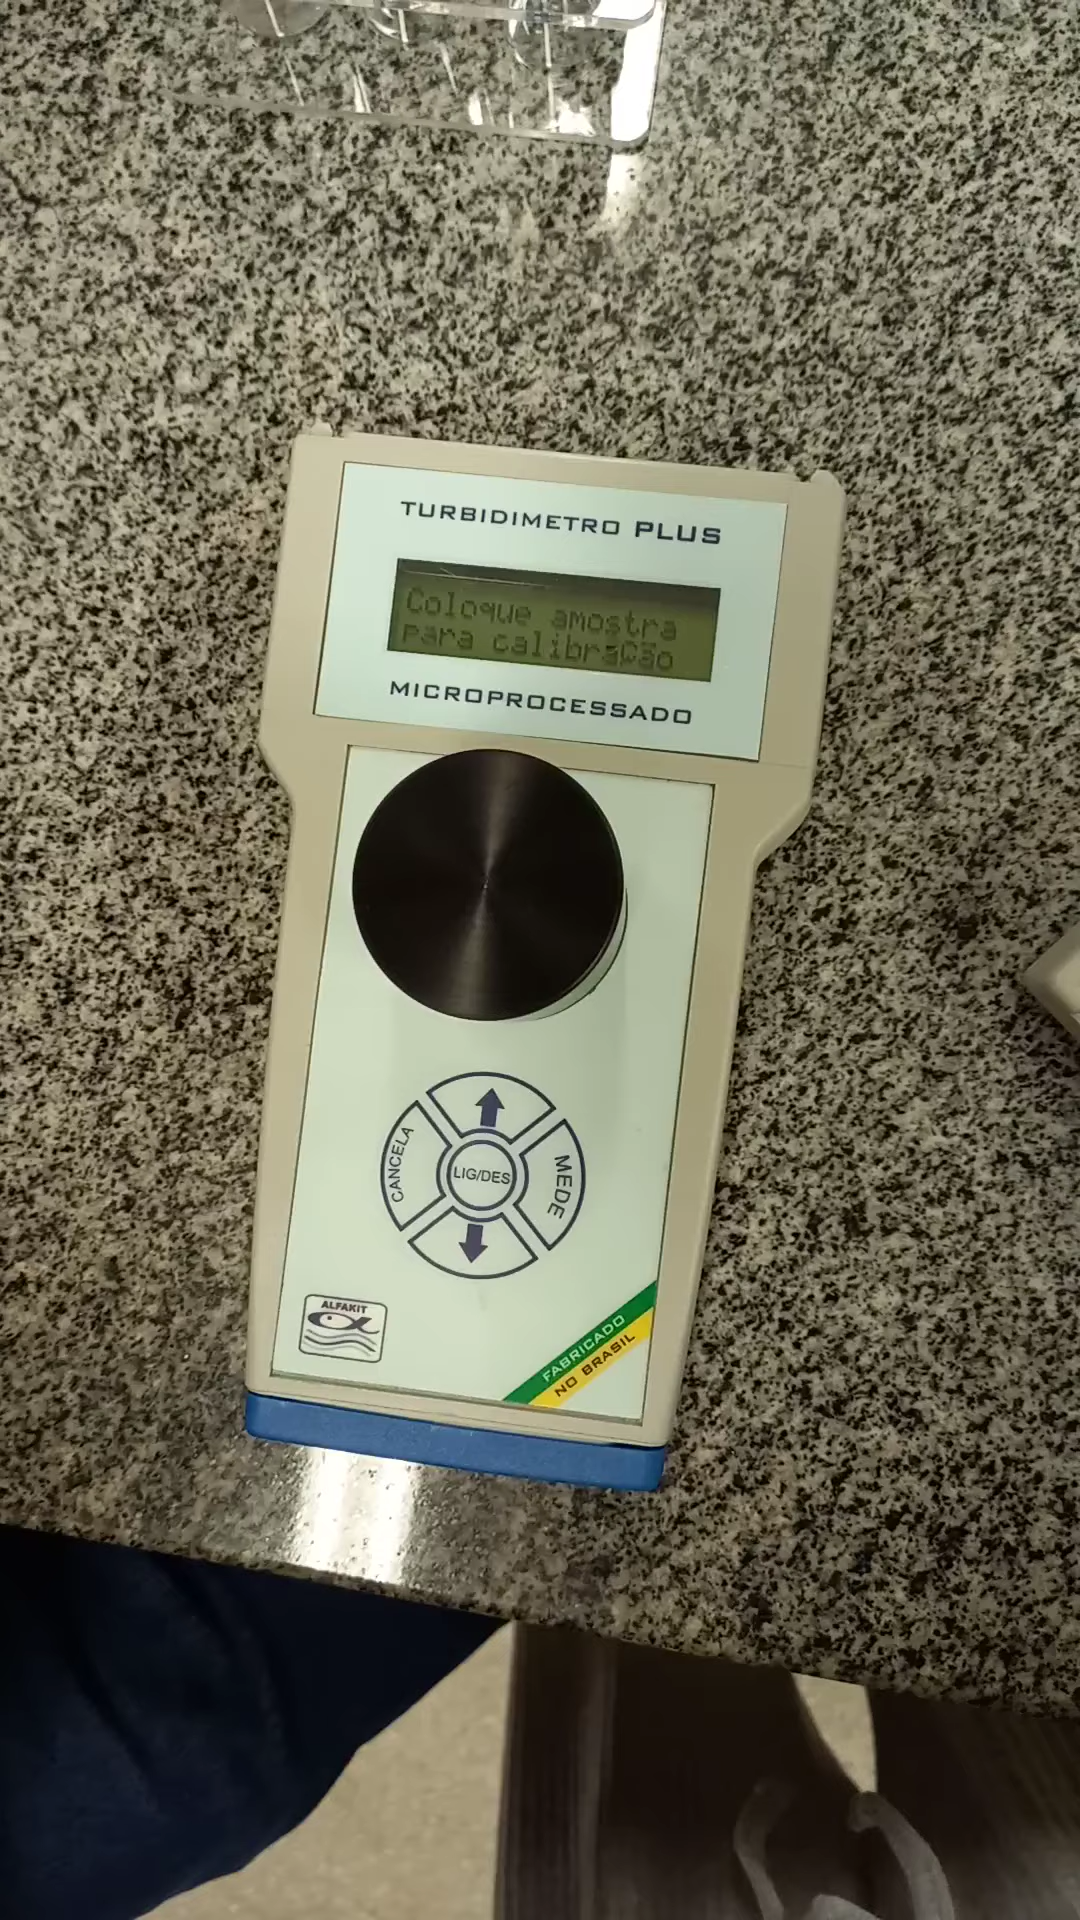 TURBIDIMETRO PLUS
Coloque amostra
para calibração
MICROPROCESSADO
CANCELA
LIG/DES
MEDE
ALFAKIT
FABRICADO
NO BRASIL